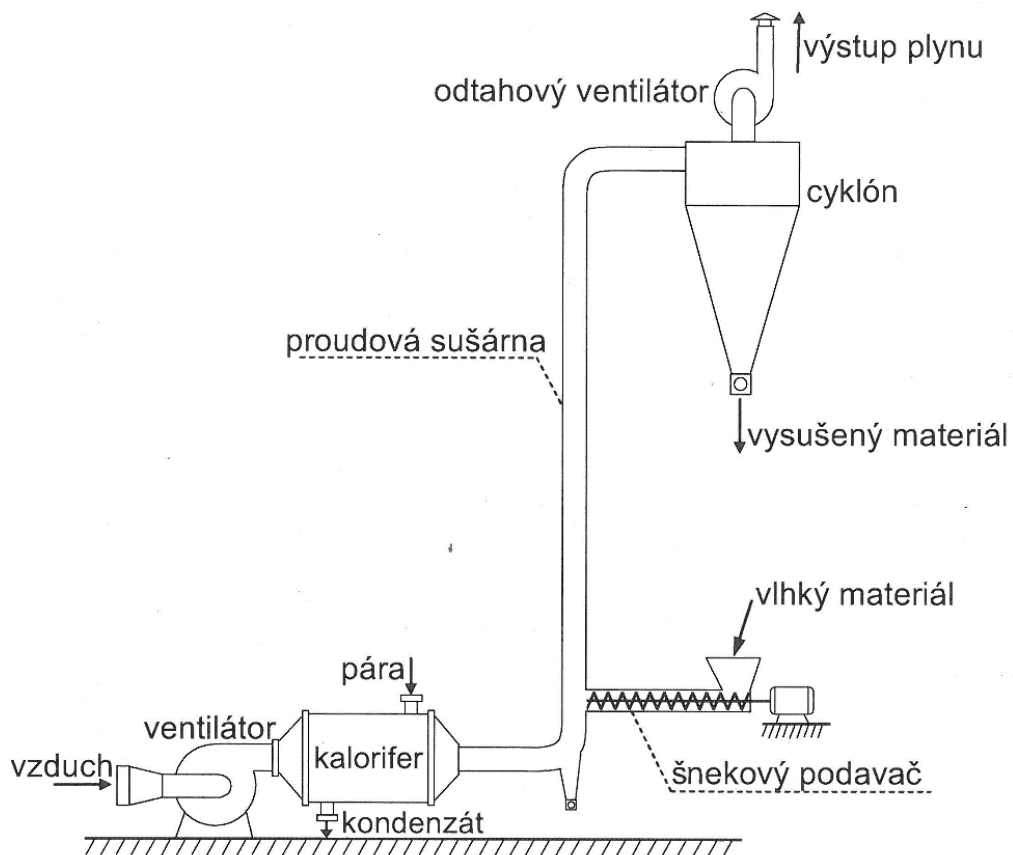 výstup plynu
odtahový ventilátor
cyklón
proudová sušárna
vysušený materiál
vlhký materiál
pára
ventilátor
kalorifer
vzduch
šnekový podavač
kondenzát